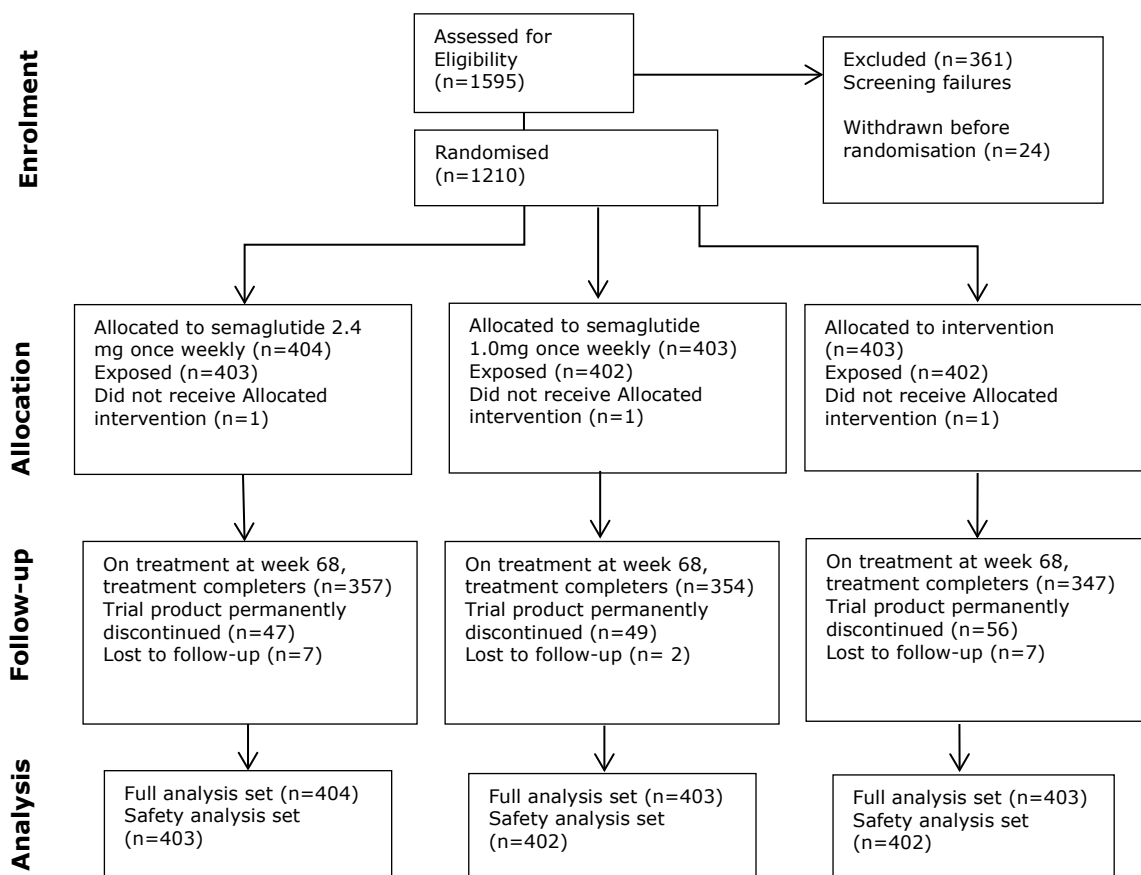 Enrolment
Assessed for
Eligibility
(n=1595)
Excluded (n=361)
Screening failures
Withdrawn before
randomisation (n=24)
Randomised
(n=1210)
Allocation
Allocated to semaglutide 2.4
mg once weekly (n=404)
Exposed (n=403)
Did not receive Allocated
intervention (n=1)
Allocated to semaglutide
1.0mg once weekly (n=403)
Exposed (n=402)
Did not receive Allocated
intervention (n=1)
Allocated to intervention
(n=403)
Exposed (n=402)
Did not receive Allocated
intervention (n=1)
Follow-up
On treatment at week 68,
treatment completers (n=357)
Trial product permanently
discontinued (n=47)
Lost to follow-up (n=7)
On treatment at week 68,
treatment completers (n=354)
Trial product permanently
discontinued (n=49)
Lost to follow-up (n= 2)
On treatment at week 68,
treatment completers (n=347)
Trial product permanently
discontinued (n=56)
Lost to follow-up (n=7)
Analysis
Full analysis set (n=404)
Safety analysis set
(n=403)
Full analysis set (n=403)
Safety analysis set
(n=402)
Full analysis set (n=403)
Safety analysis set
(n=402)